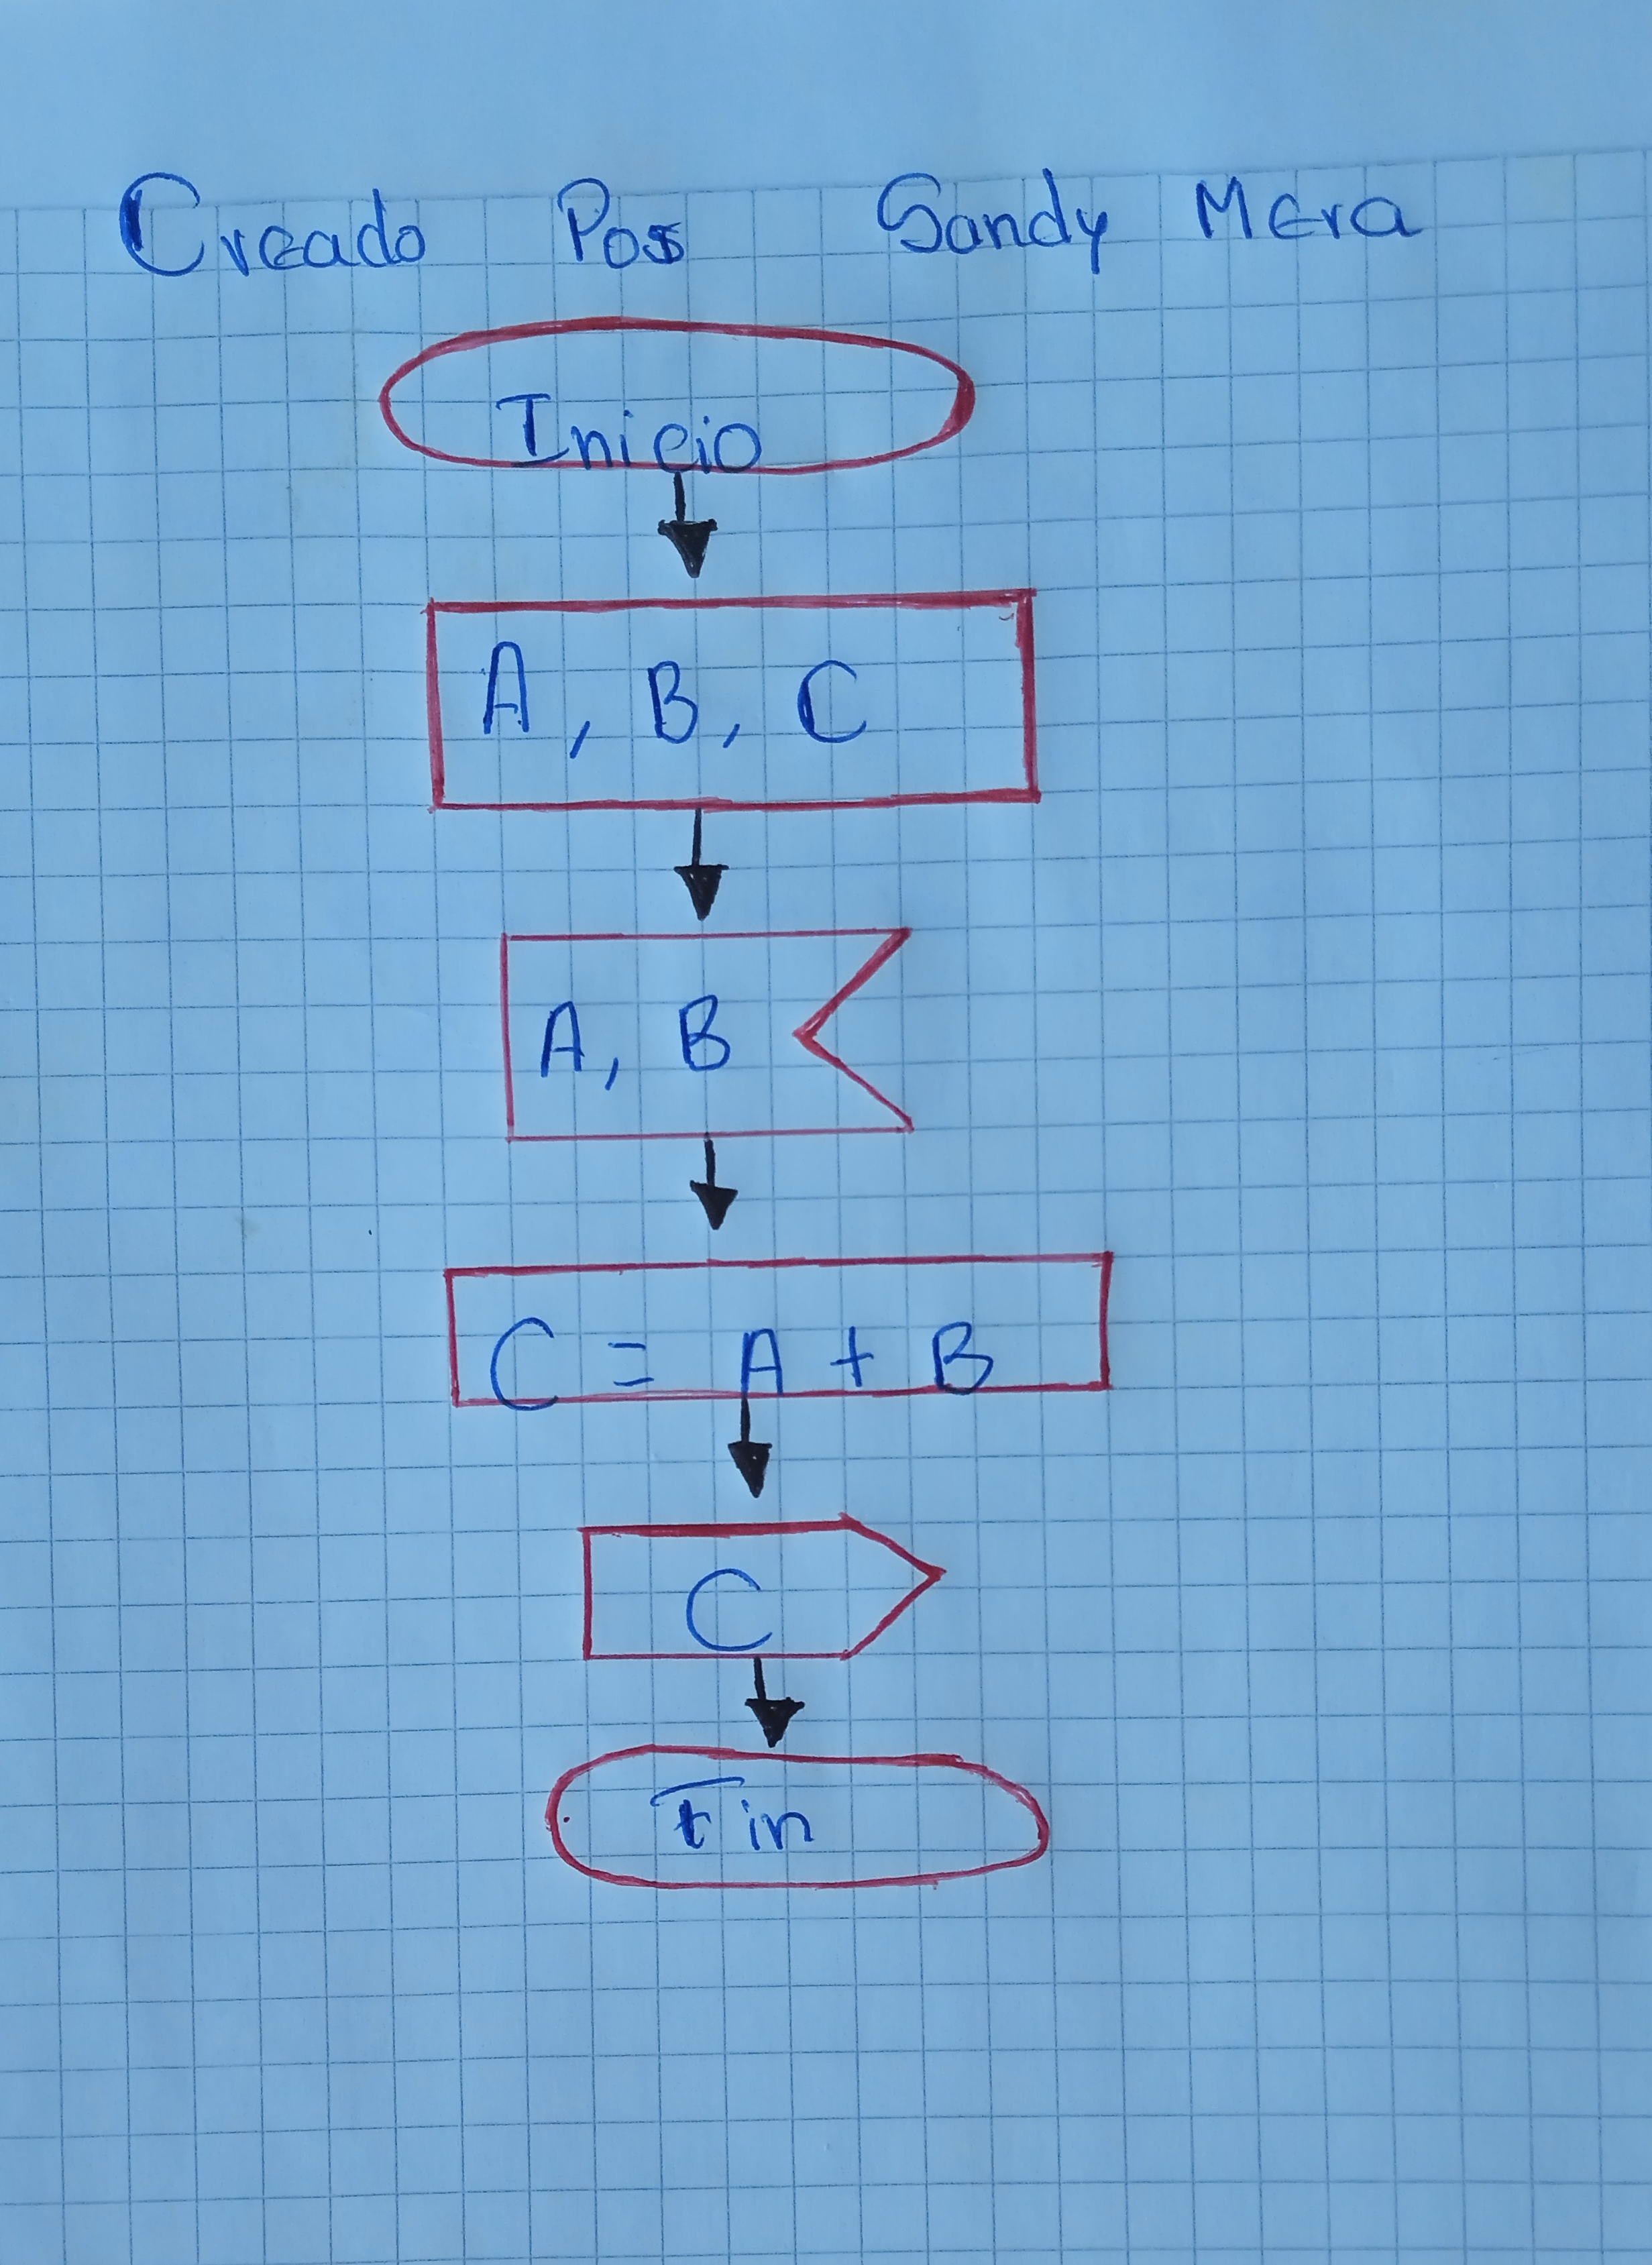 Creado Pos Sandy Mera
Inicio
A, B, C
A, B
C = A + B
C
Fin